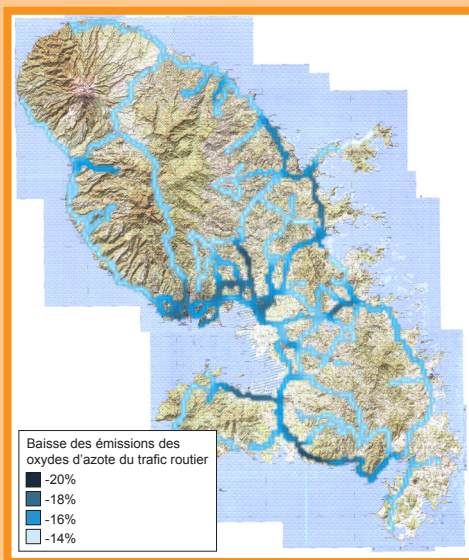 Baisse des émissions des
oxydes d'azote du trafic routier
-20%
-18%
-16%
-14%